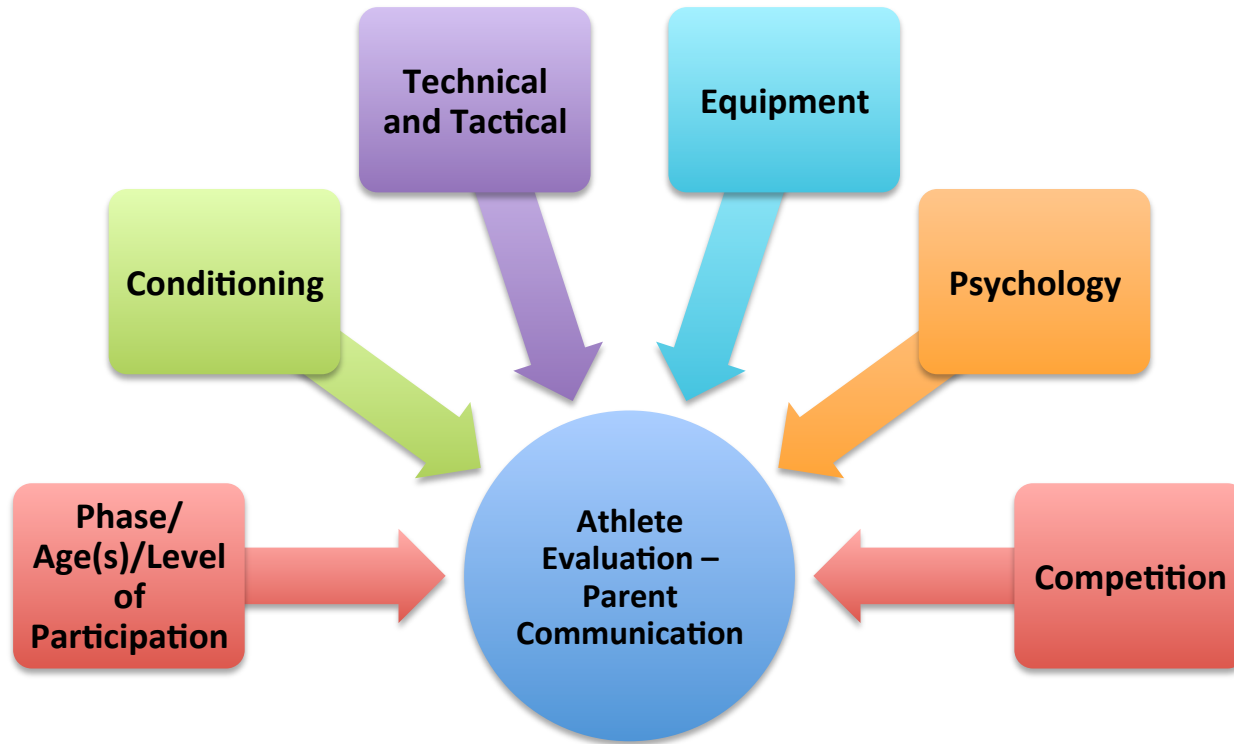 Technical
and Tactical
Equipment
Conditioning
Psychology
Phase/
Age(s)/Level
of
Participation
Athlete
Evaluation –
Parent
Communication
Competition